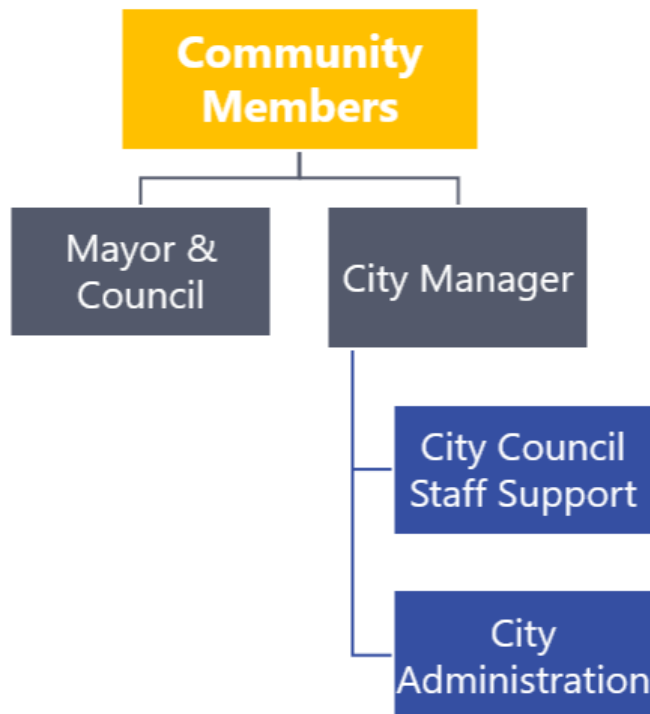 Community
Members
Mayor &
Council
City Manager
City Council
Staff Support
City
Administration